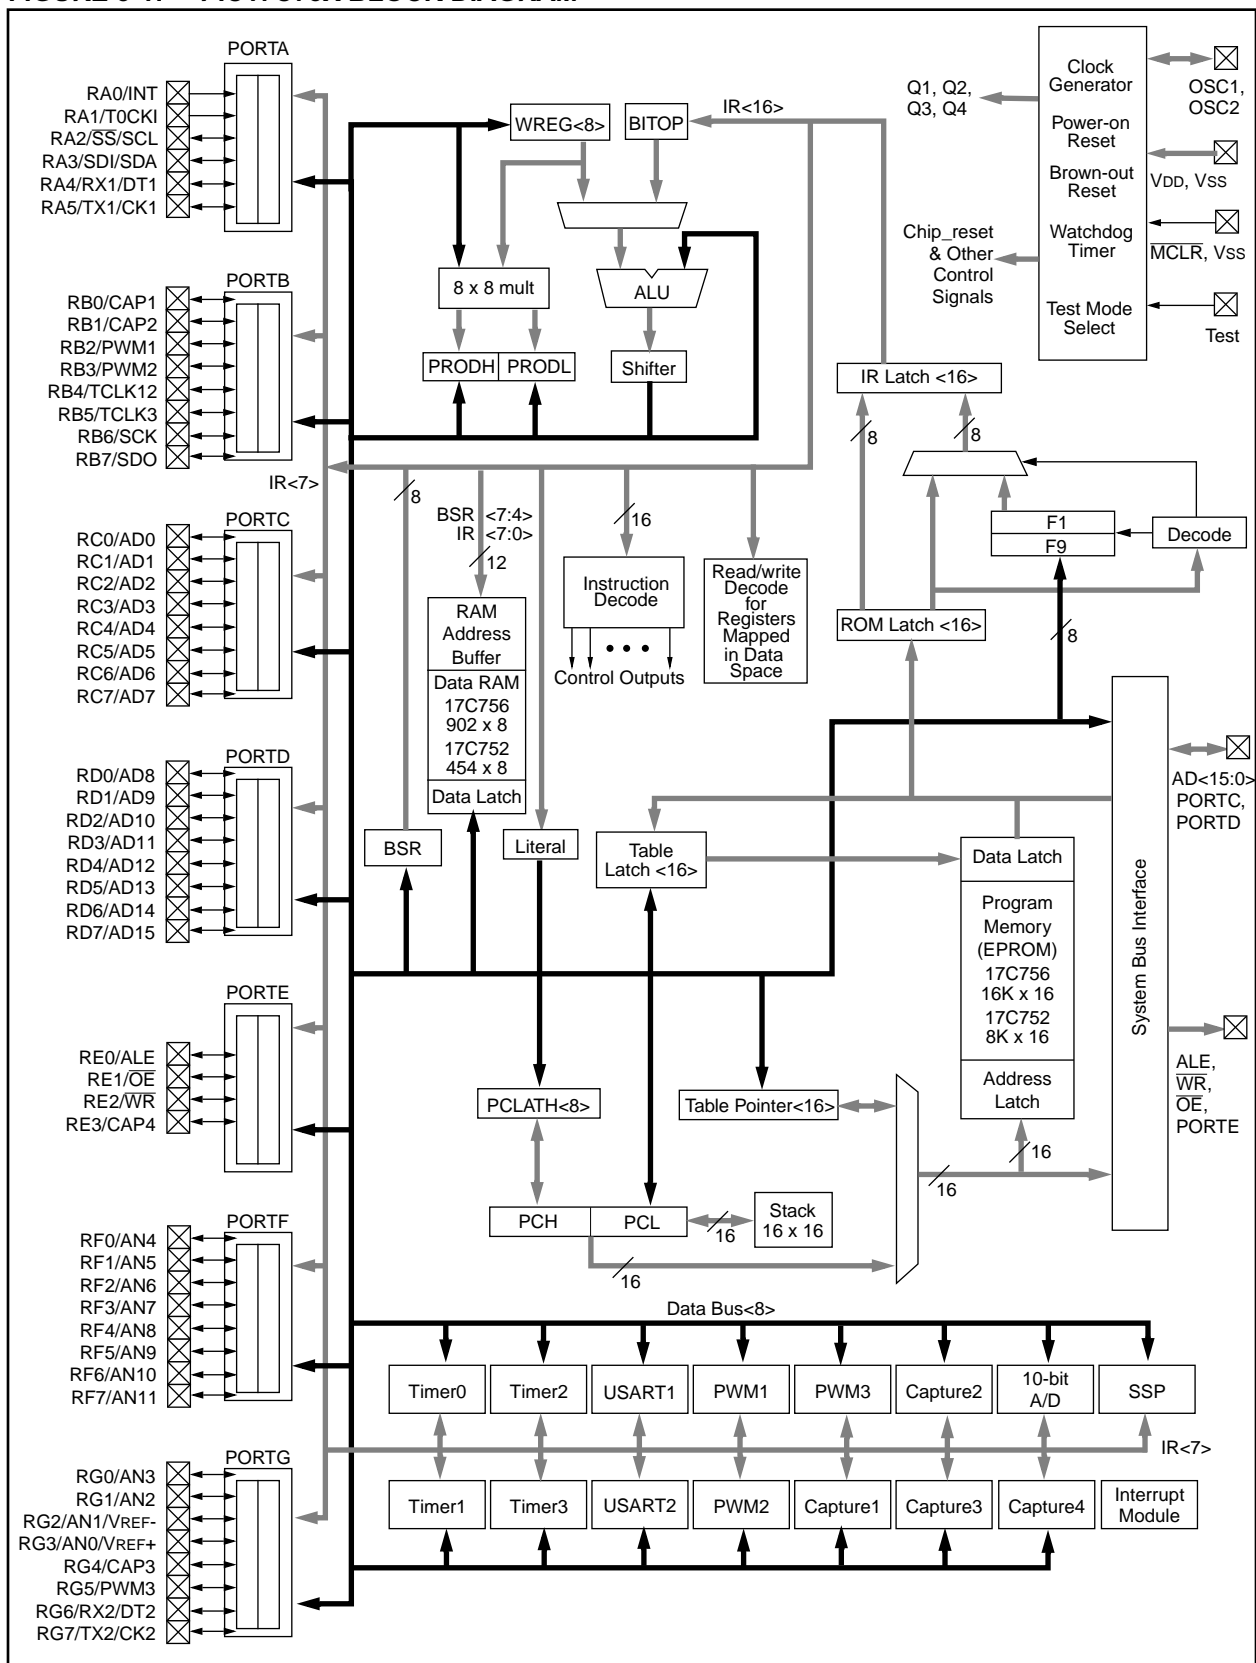 PORTA
RA0/INT
RA1/T0CKI
RA2/SS/SCL
RA3/SDI/SDA
RA4/RX1/DT1
RA5/TX1/CK1
PORTB
RB0/CAP1
RB1/CAP2
RB2/PWM1
RB3/PWM2
RB4/TCLK12
RB5/TCLK3
RB6/SCK
RB7/SDO
IR<7>
PORTC
RC0/AD0
RC1/AD1
RC2/AD2
RC3/AD3
RC4/AD4
RC5/AD5
RC6/AD6
RC7/AD7
PORTD
RD0/AD8
RD1/AD9
RD2/AD10
RD3/AD11
RD4/AD12
RD5/AD13
RD6/AD14
RD7/AD15
PORTE
RE0/ALE
RE1/OE
RE2/WR
RE3/CAP4
PORTF
RF0/AN4
RF1/AN5
RF2/AN6
RF3/AN7
RF4/AN8
RF5/AN9
RF6/AN10
RF7/AN11
PORTG
RG0/AN3
RG1/AN2
RG2/AN1/VREF-
RG3/AN0/VREF+
RG4/CAP3
RG5/PWM3
RG6/RX2/DT2
RG7/TX2/CK2
WREG<8>
BITOP
IR<16>
8 x 8 mult
ALU
PRODH
PRODL
Shifter
Q1, Q2,
Q3, Q4
Chip_reset
& Other
Control
Signals
Clock
Generator
Power-on
Reset
Brown-out
Reset
Watchdog
Timer
Test Mode
Select
OSC1,
OSC2
VDD, VSS
MCLR, VSS
Test
IR Latch <16>
8
8
F1
F9
Decode
ROM Latch <16>
8
8
BSR <7:4>
IR <7:0>
12
16
RAM
Address
Buffer
Data RAM
17C756
902 x 8
17C752
454 x 8
Data Latch
Instruction
Decode
Control Outputs
Read/write
Decode
for
Registers
Mapped
in Data
Space
BSR
Literal
Table
Latch <16>
Data Latch
Program
Memory
(EPROM)
17C756
16K x 16
17C752
8K x 16
Address
Latch
System Bus Interface
AD<15:0>
PORTC,
PORTD
ALE,
WR,
OE,
PORTE
PCLATH<8>
Table Pointer<16>
16
16
PCH
PCL
16
Stack
16 x 16
16
Data Bus<8>
Timer0
Timer2
USART1
PWM1
PWM3
Capture2
10-bit
A/D
SSP
IR<7>
Timer1
Timer3
USART2
PWM2
Capture1
Capture3
Capture4
Interrupt
Module